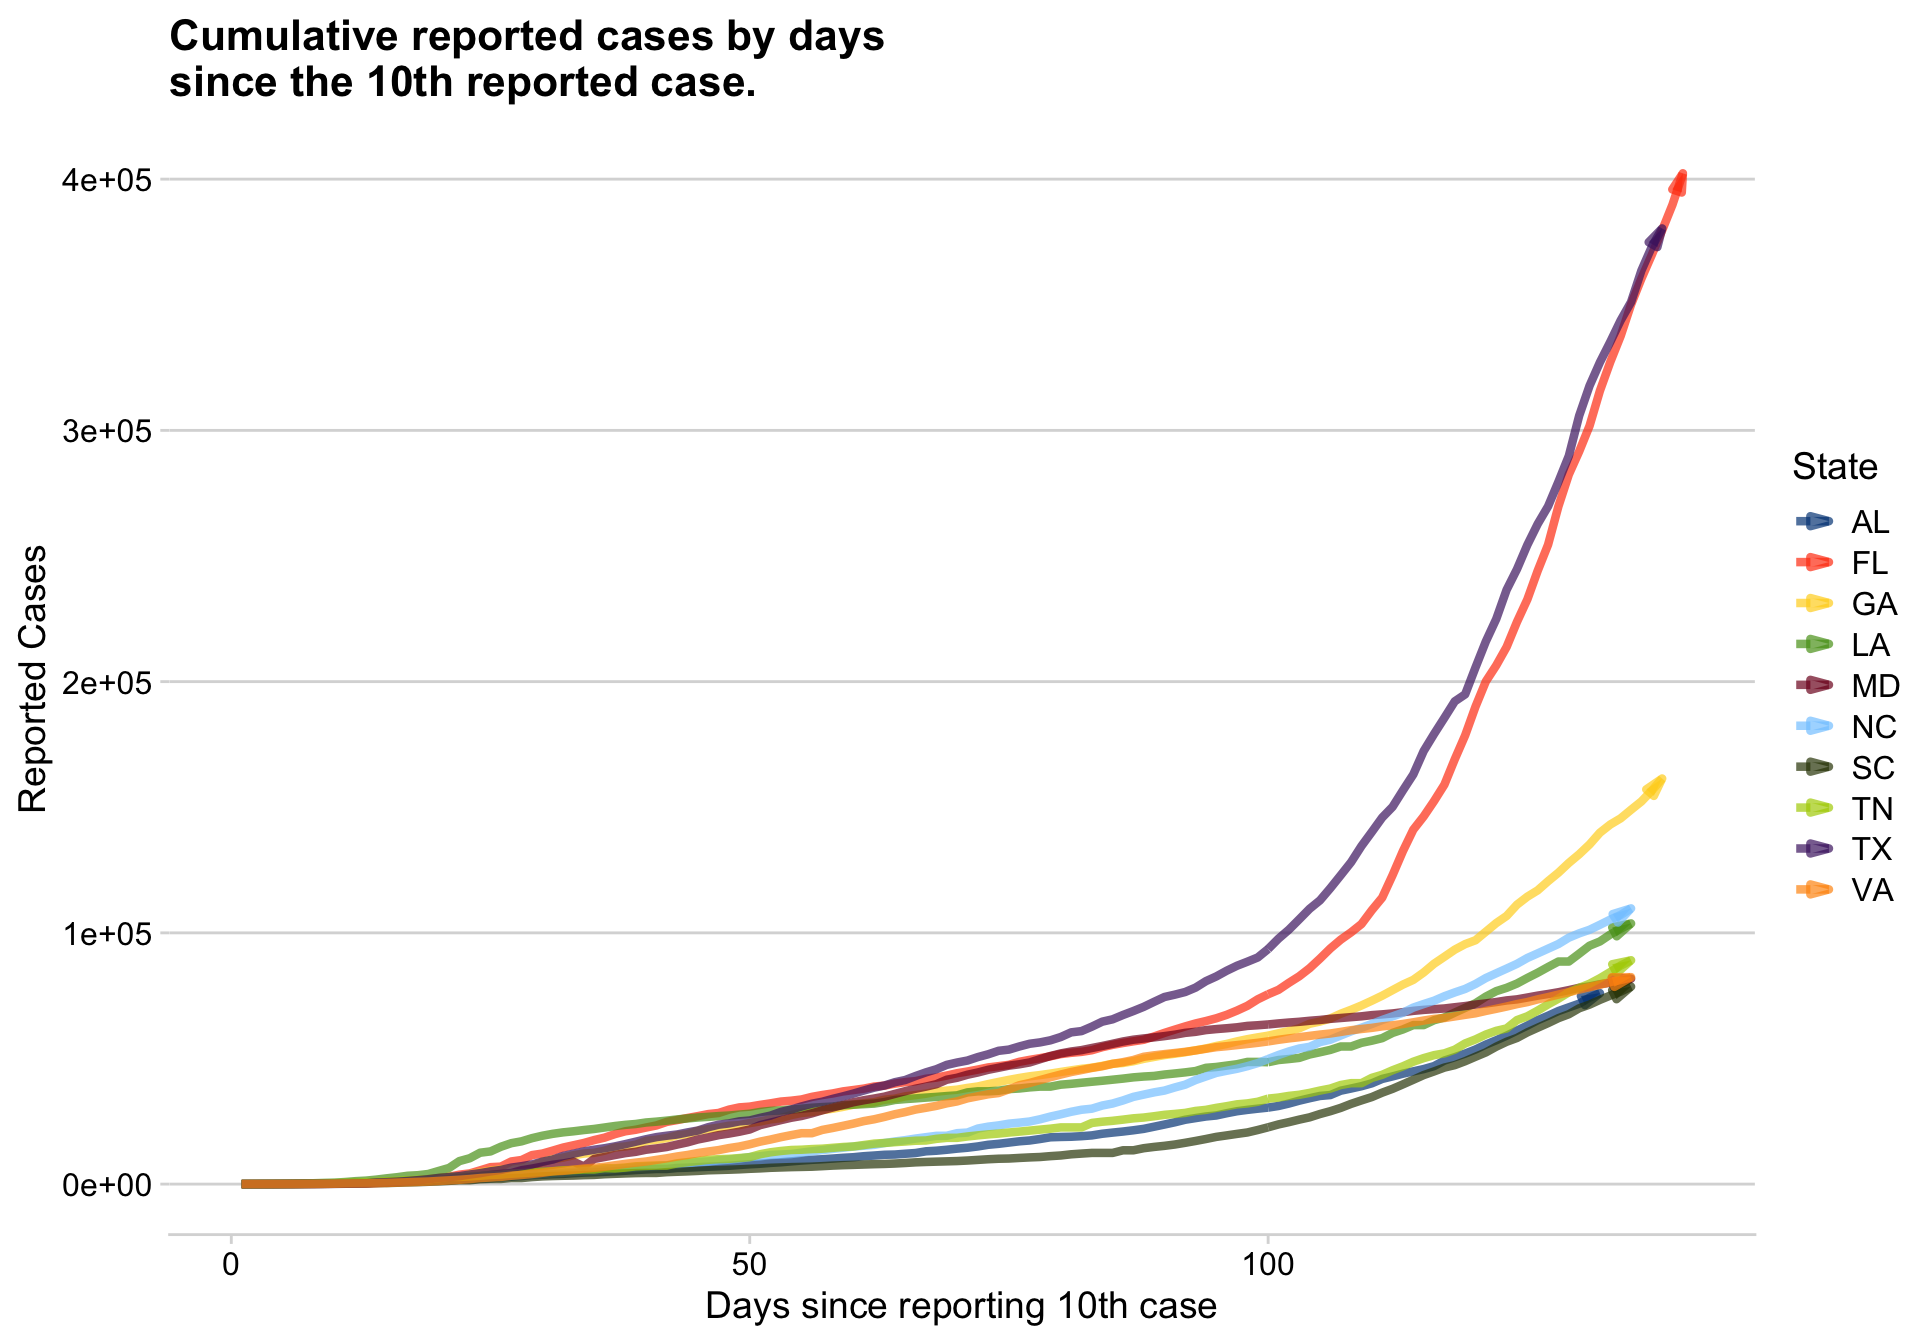 Cumulative reported cases by days
since the 10th reported case.
4e+05
3e+05
2e+05
1e+05
0e+00
Reported Cases
0
50
100
Days since reporting 10th case
State
AL
FL
GA
LA
MD
NC
SC
TN
TX
VA